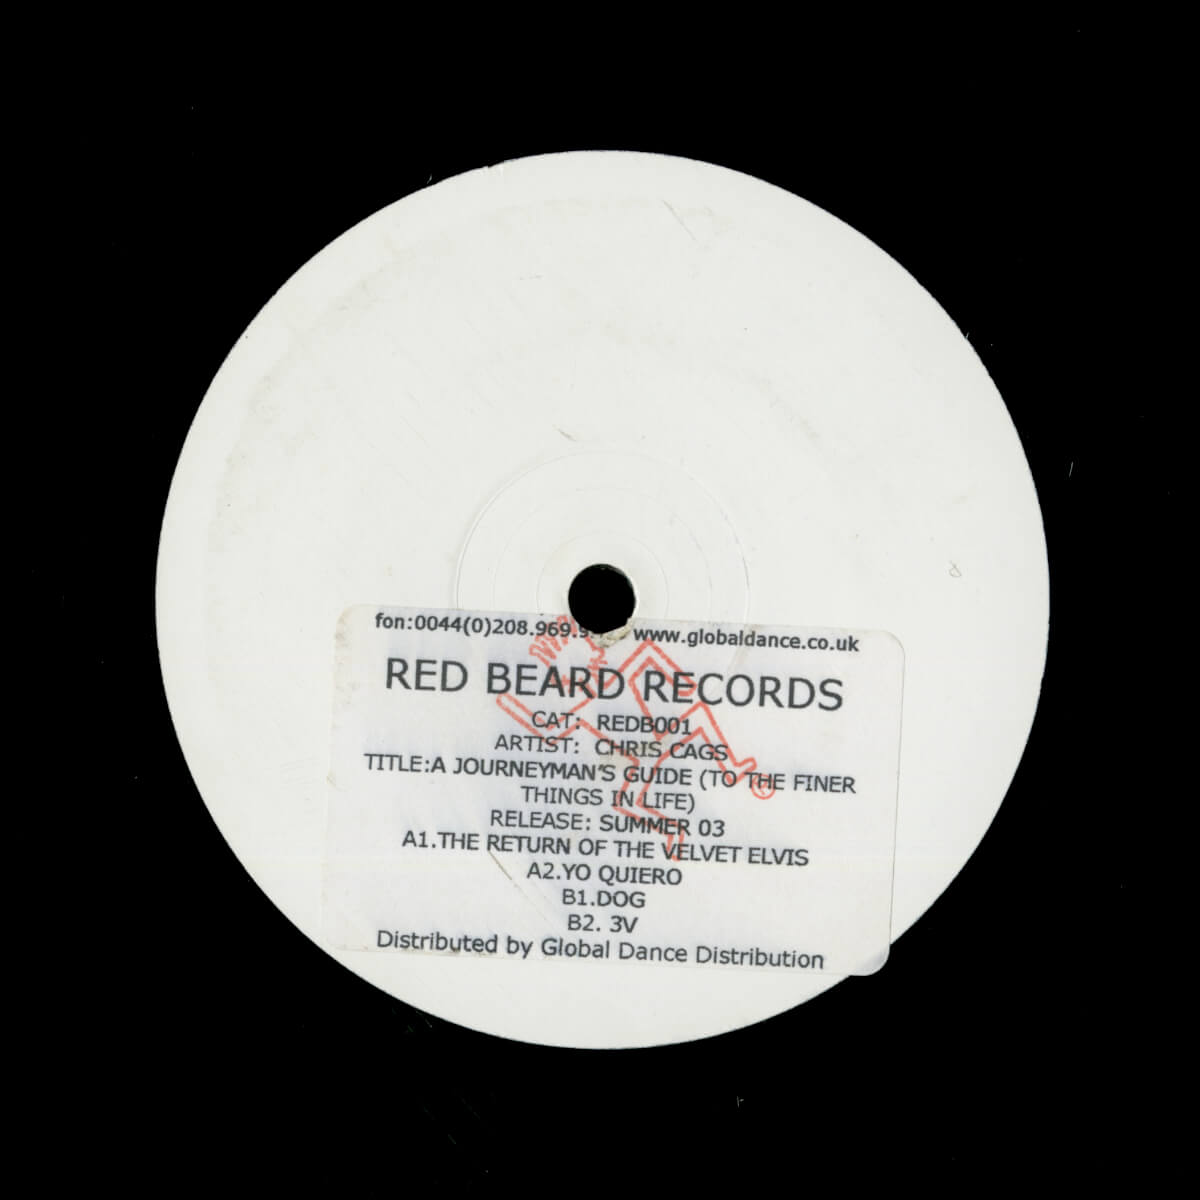 fon:0044(0)208.969.9 www.globaldance.co.uk
RED BEARD RECORDS
CAT: REDB001
ARTIST: CHRIS CAGS
TITLE:A JOURNEYMAN'S GUIDE (TO THE FINER
THINGS IN LIFE)
RELEASE: SUMMER 03
A1.THE RETURN OF THE VELVET ELVIS
A2.YO QUIERO
B1.DOG
B2. 3V
Distributed by Global Dance Distribution